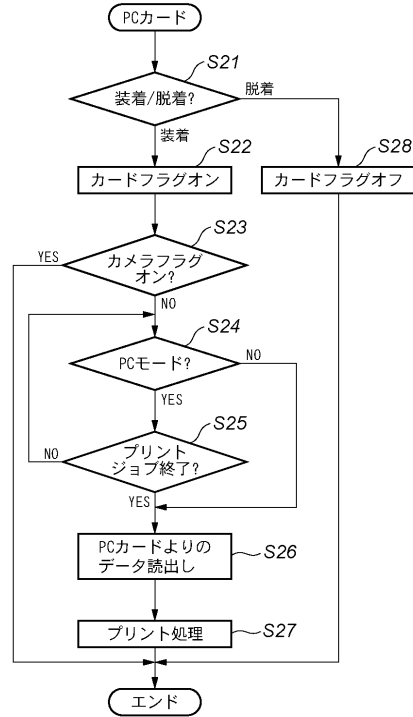 PCカード
S21
装着/脱着?
脱着
装着
S22
カードフラグオン
S28
カードフラグオフ
S23
YES
カメラフラグ
オン?
NO
S24
PCモード?
NO
YES
S25
NO
プリント
ジョブ終了?
YES
PCカードよりの
データ読出し
S26
プリント処理
S27
エンド